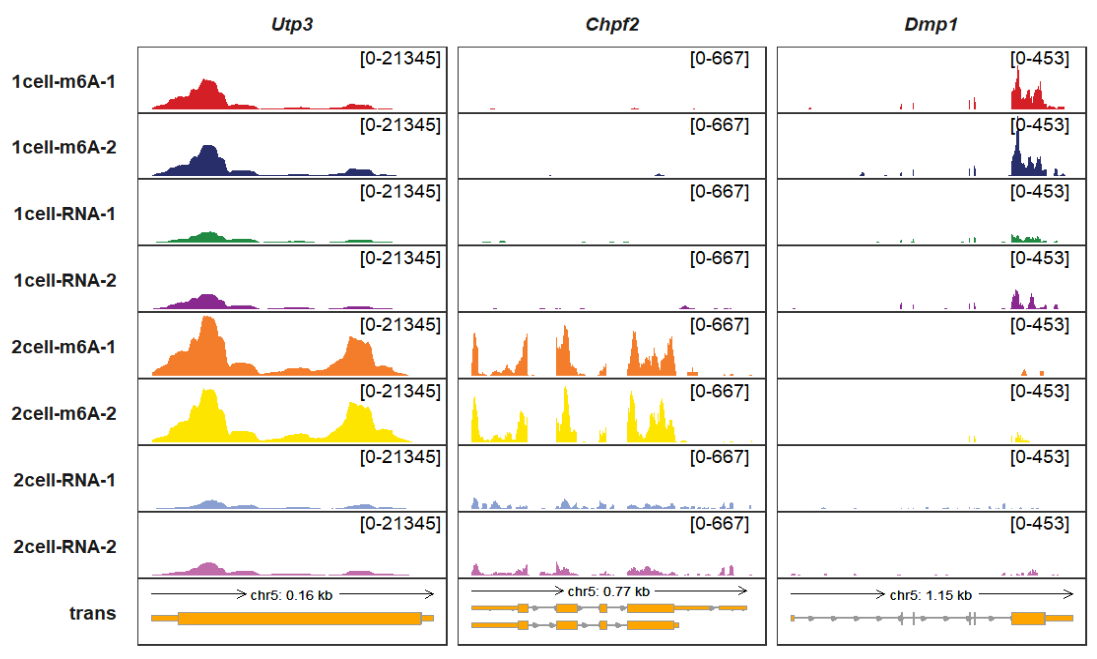 Utp3 Chpf2 Dmp1
1cell-m6A-1 [0-21345] [0-667] [0-453]
1cell-m6A-2 [0-21345] [0-667] [0-453]
1cell-RNA-1 [0-21345] [0-667] [0-453]
1cell-RNA-2 [0-21345] [0-667] [0-453]
2cell-m6A-1 [0-21345] [0-667] [0-453]
2cell-m6A-2 [0-21345] [0-667] [0-453]
2cell-RNA-1 [0-21345] [0-667] [0-453]
2cell-RNA-2 [0-21345] [0-667] [0-453]
trans chr5: 0.16 kb chr5: 0.77 kb chr5: 1.15 kb